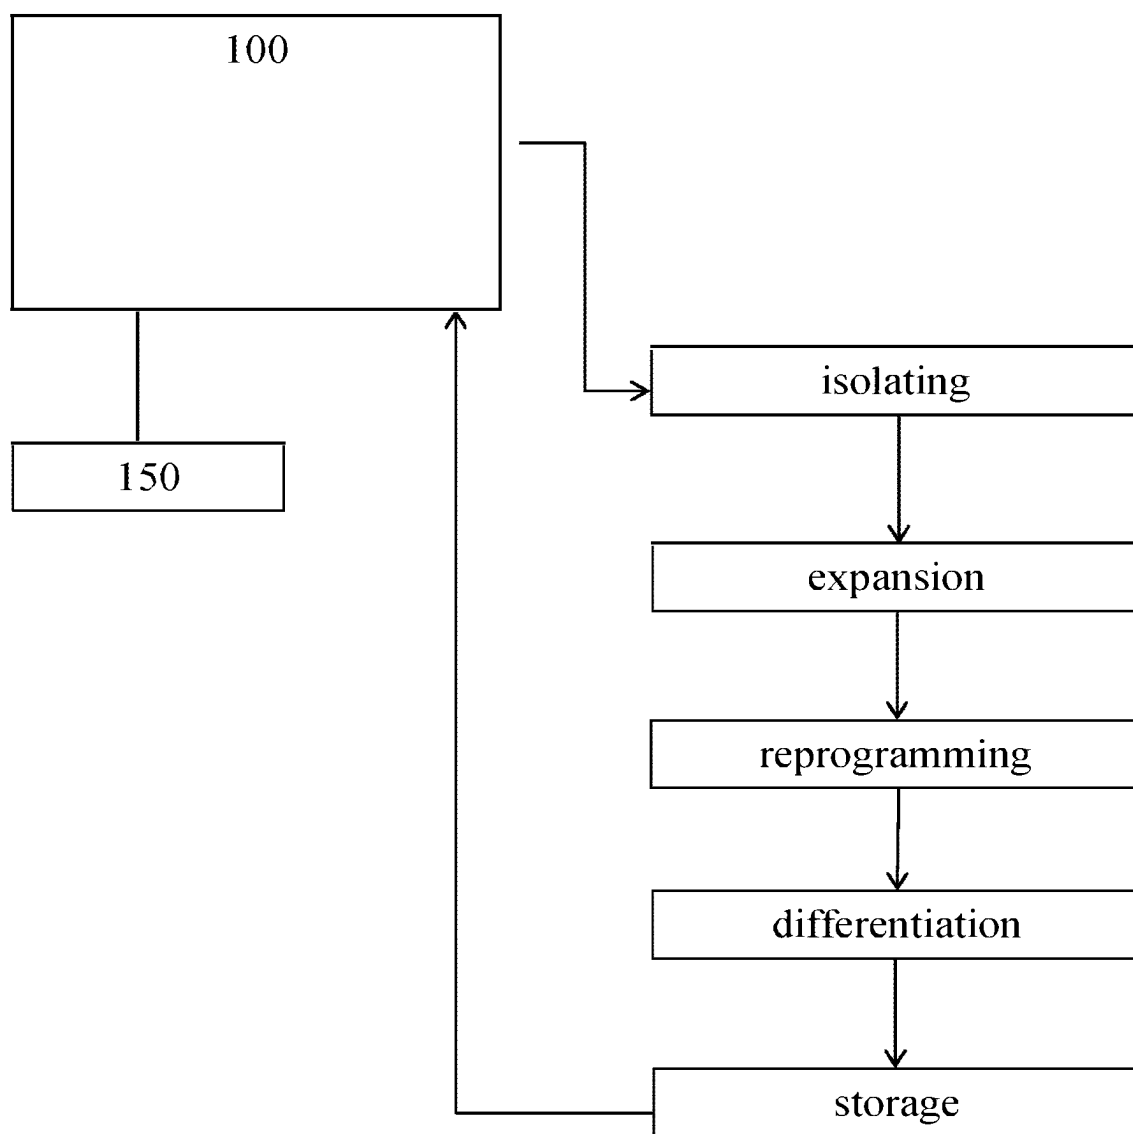 100
isolating
150
expansion
reprogramming
differentiation
storage